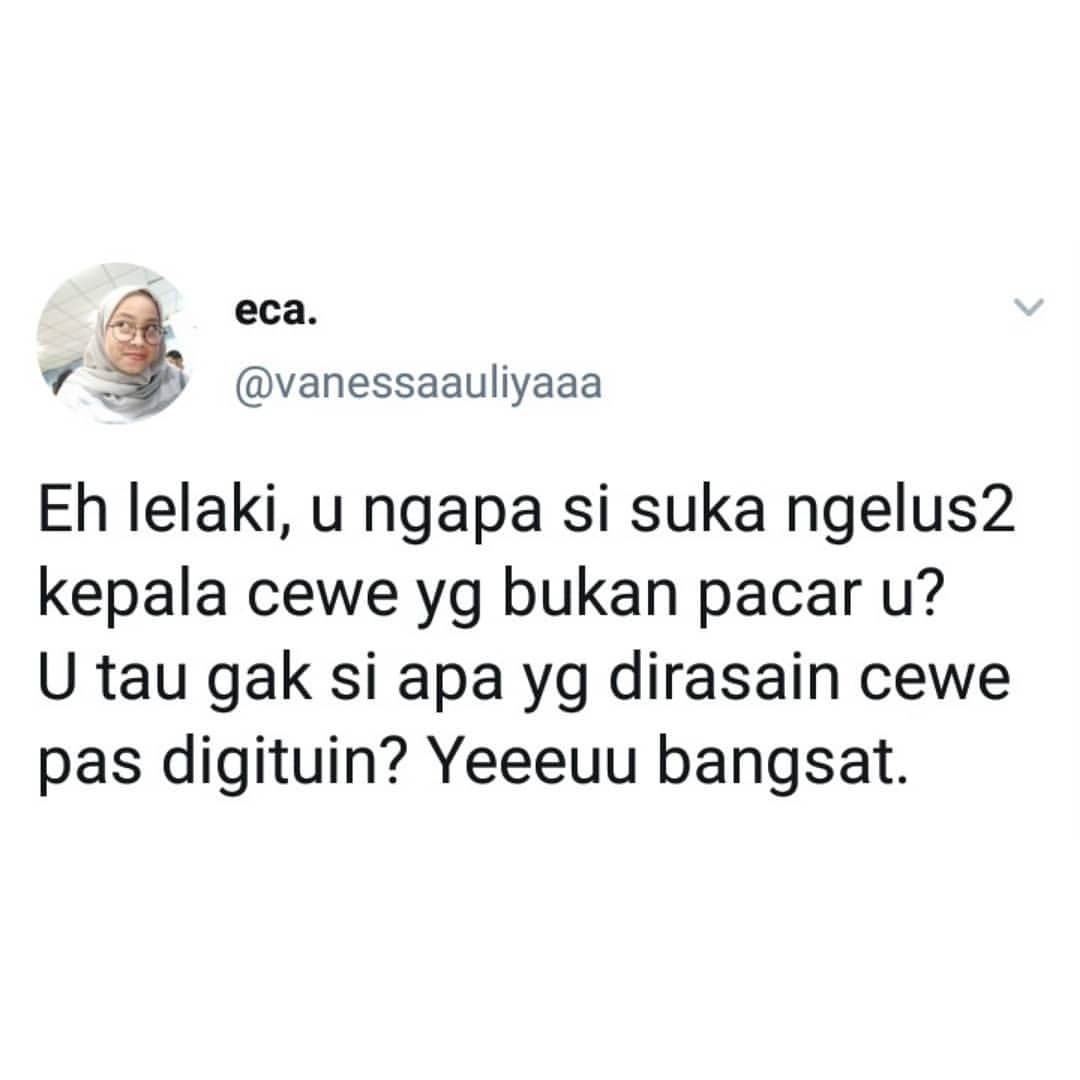 eca.
@vanessaauliyaaa
Eh lelaki, u ngapa si suka ngelus2
kepala cewe yg bukan pacar u?
U tau gak si apa yg dirasain cewe
pas digituin? Yeeeuu bangsat.